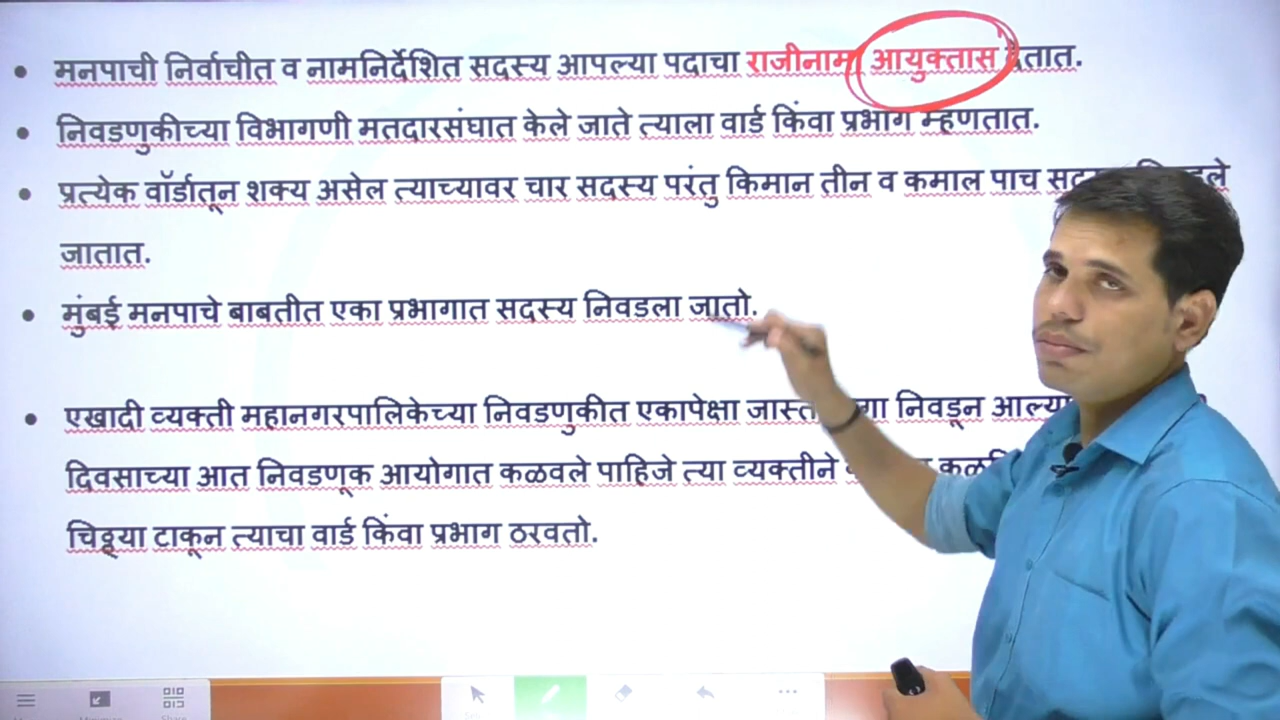 मनपाची निर्वाचीत व नामनिर्देशित सदस्य आपल्या पदाचा राजीनामा आयुक्तास देतात.
निवडणुकीच्या विभागणी मतदारसंघात केले जाते त्याला वार्ड किंवा प्रभाग म्हणतात.
प्रत्येक वॉर्डातून शक्य असेल त्याच्यावर चार सदस्य परंतु किमान तीन व कमाल पाच
जातात.
मुंबई मनपाचे बाबतीत एका प्रभागात सदस्य निवडला जातो.
एखादी व्यक्ती महानगरपालिकेच्या निवडणुकीत एकापेक्षा जास्त निवडून
दिवसाच्या आत निवडणूक आयोगात कळवले पाहिजे त्या व्यक्तीने
चिठ्ठ्या टाकून त्याचा वार्ड किंवा प्रभाग ठरवतो.
Share